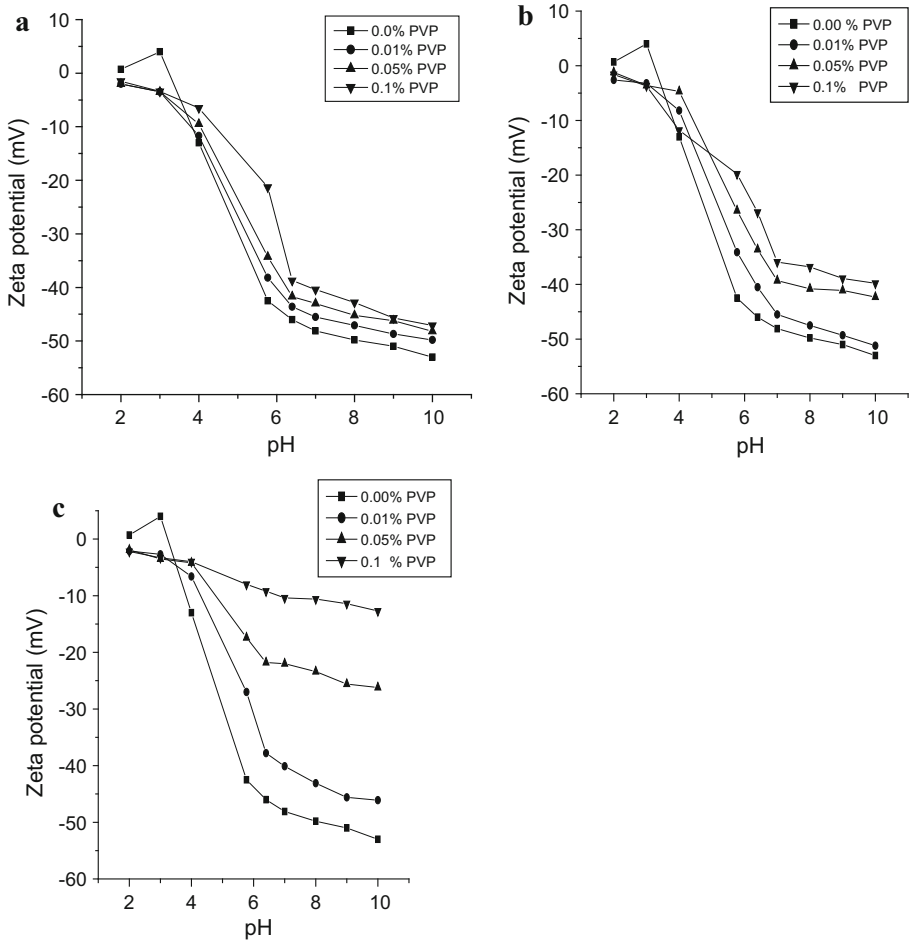 a
10
0
-10
-20
-30
-40
-50
-60
Zeta potential (mV)
2 4 6 8 10
pH
0.0% PVP
0.01% PVP
0.05% PVP
0.1% PVP
b
10
0
-10
-20
-30
-40
-50
-60
Zeta potential (mV)
2 4 6 8 10
pH
0.00 % PVP
0.01% PVP
0.05% PVP
0.1% PVP
c
0
-10
-20
-30
-40
-50
-60
Zeta potential (mV)
2 4 6 8 10
pH
0.00% PVP
0.01% PVP
0.05% PVP
0.1 % PVP